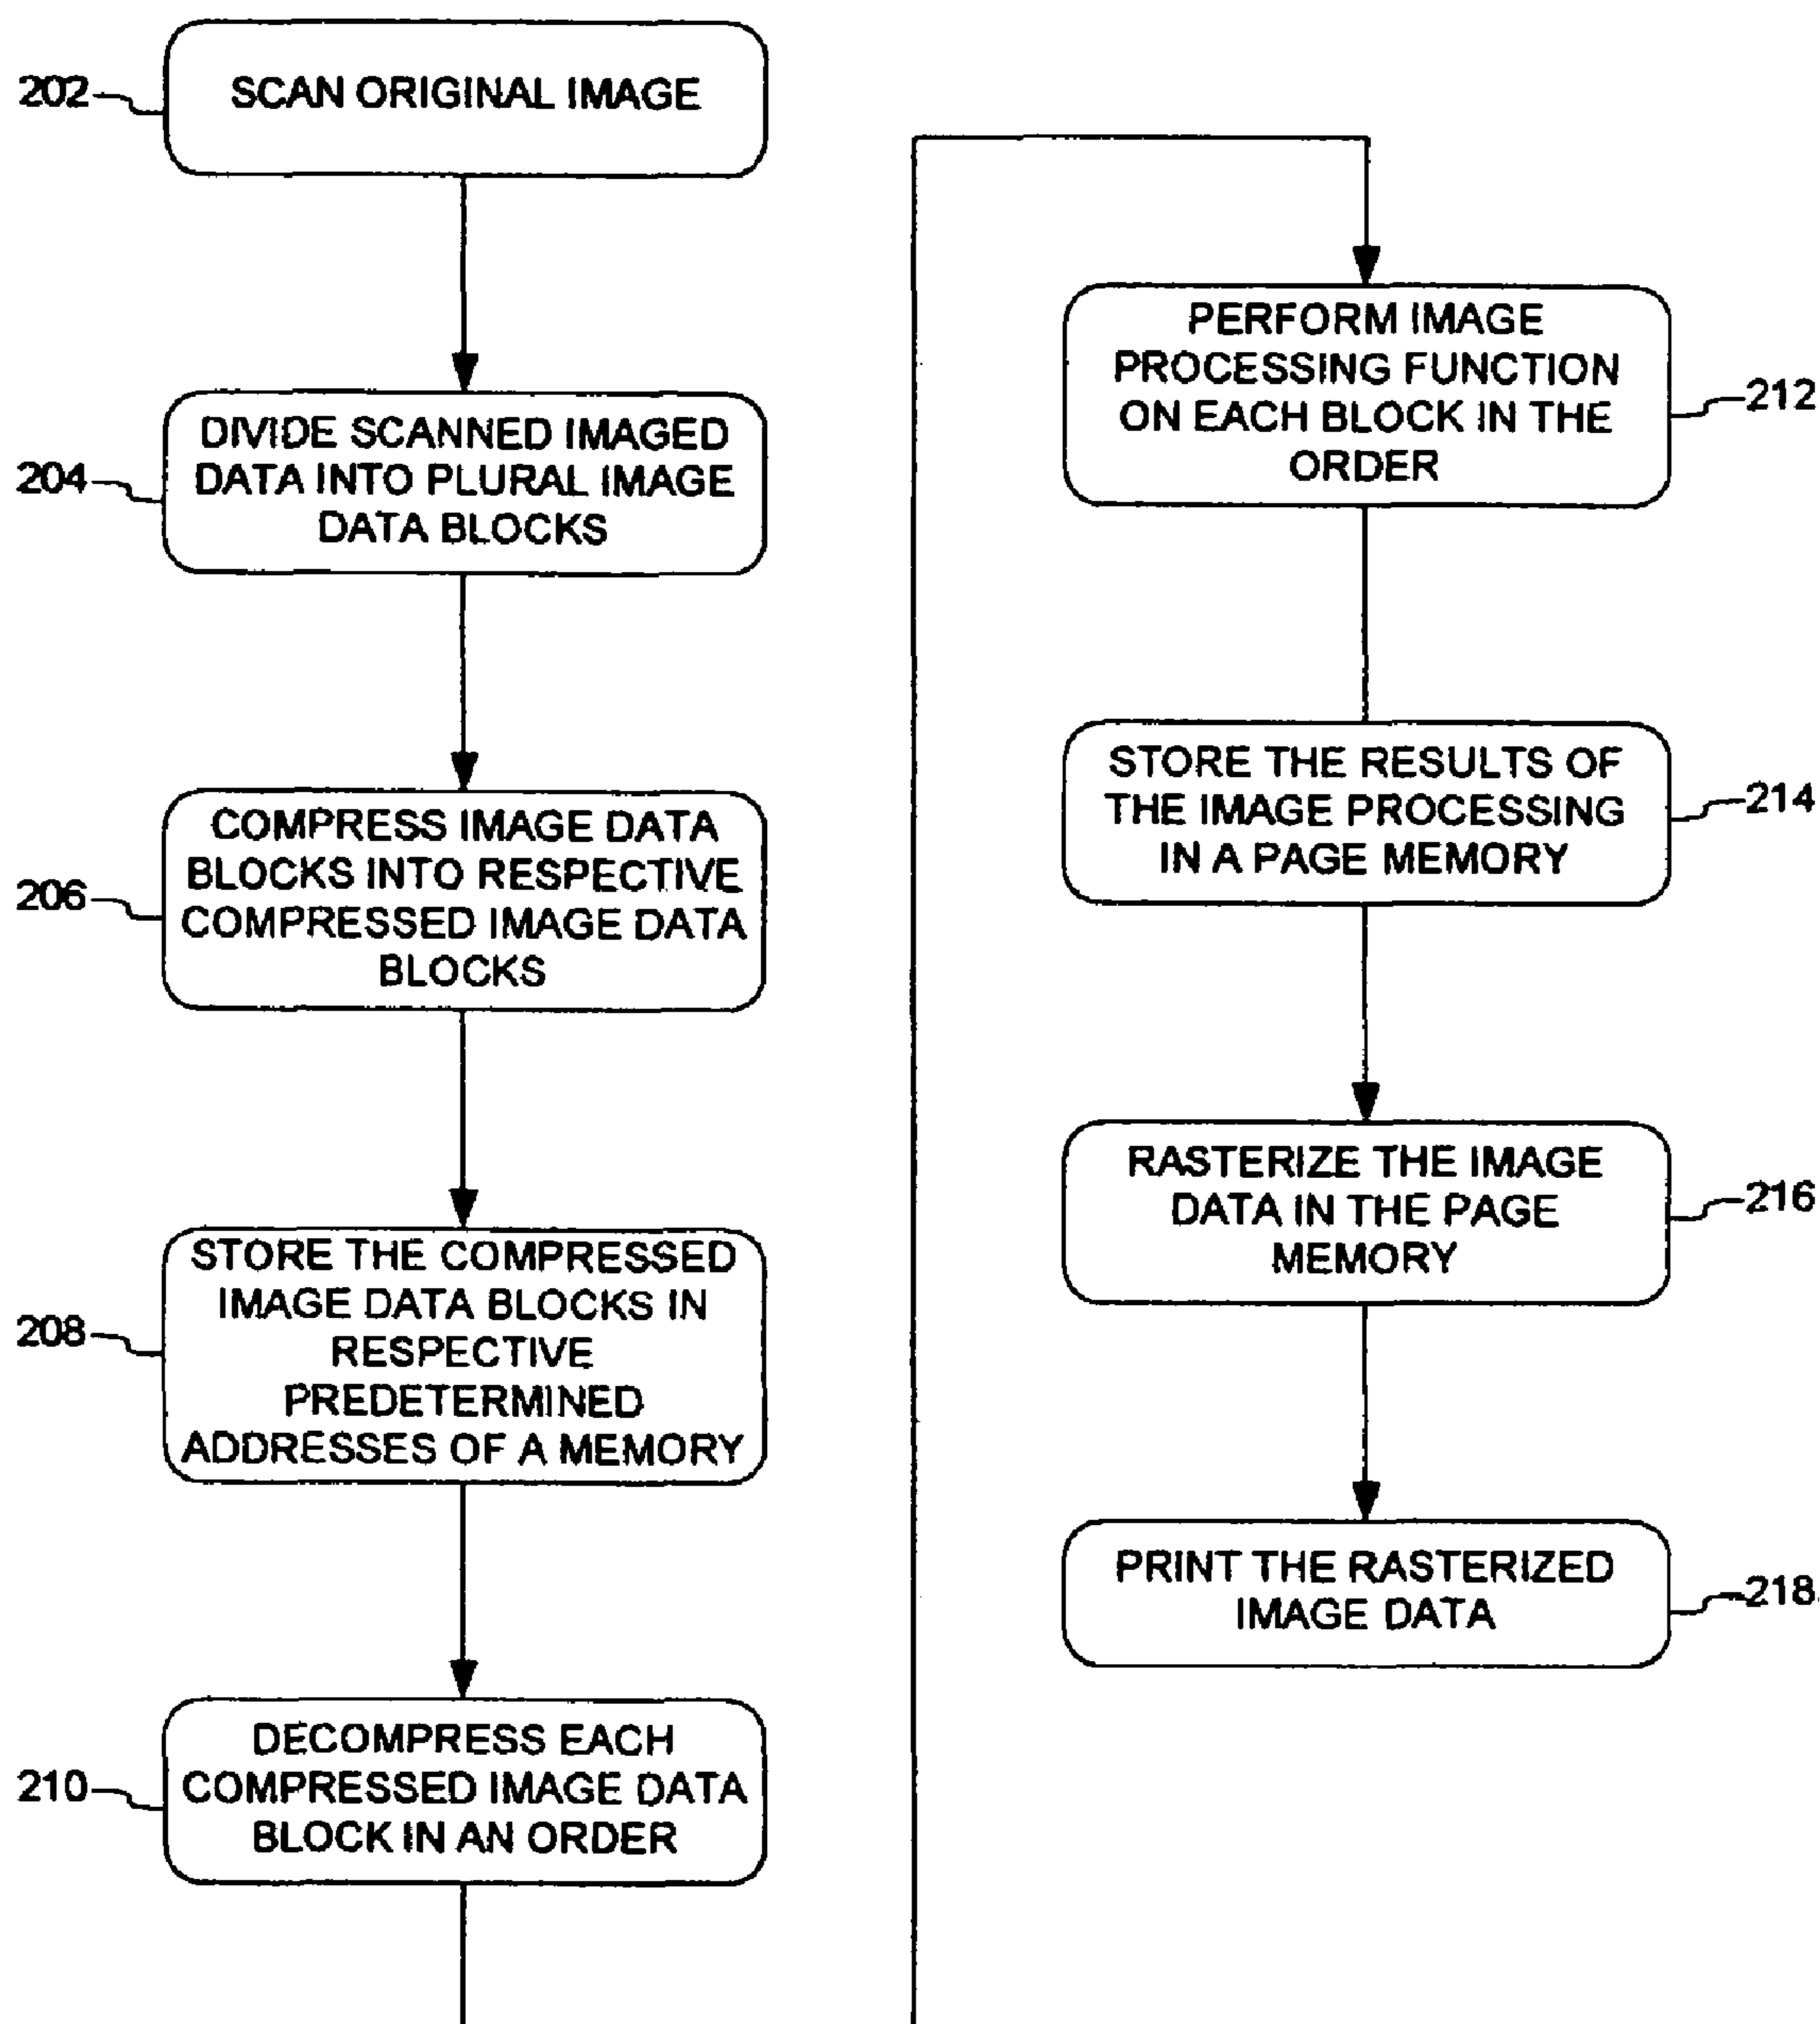 202
SCAN ORIGINAL IMAGE
204
DIVIDE SCANNED IMAGED
DATA INTO PLURAL IMAGE
DATA BLOCKS
206
COMPRESS IMAGE DATA
BLOCKS INTO RESPECTIVE
COMPRESSED IMAGE DATA
BLOCKS
208
STORE THE COMPRESSED
IMAGE DATA BLOCKS IN
RESPECTIVE
PREDETERMINED
ADDRESSES OF A MEMORY
210
DECOMPRESS EACH
COMPRESSED IMAGE DATA
BLOCK IN AN ORDER
PERFORM IMAGE
PROCESSING FUNCTION
ON EACH BLOCK IN THE
ORDER
212
STORE THE RESULTS OF
THE IMAGE PROCESSING
IN A PAGE MEMORY
214
RASTERIZE THE IMAGE
DATA IN THE PAGE
MEMORY
216
PRINT THE RASTERIZED
IMAGE DATA
218